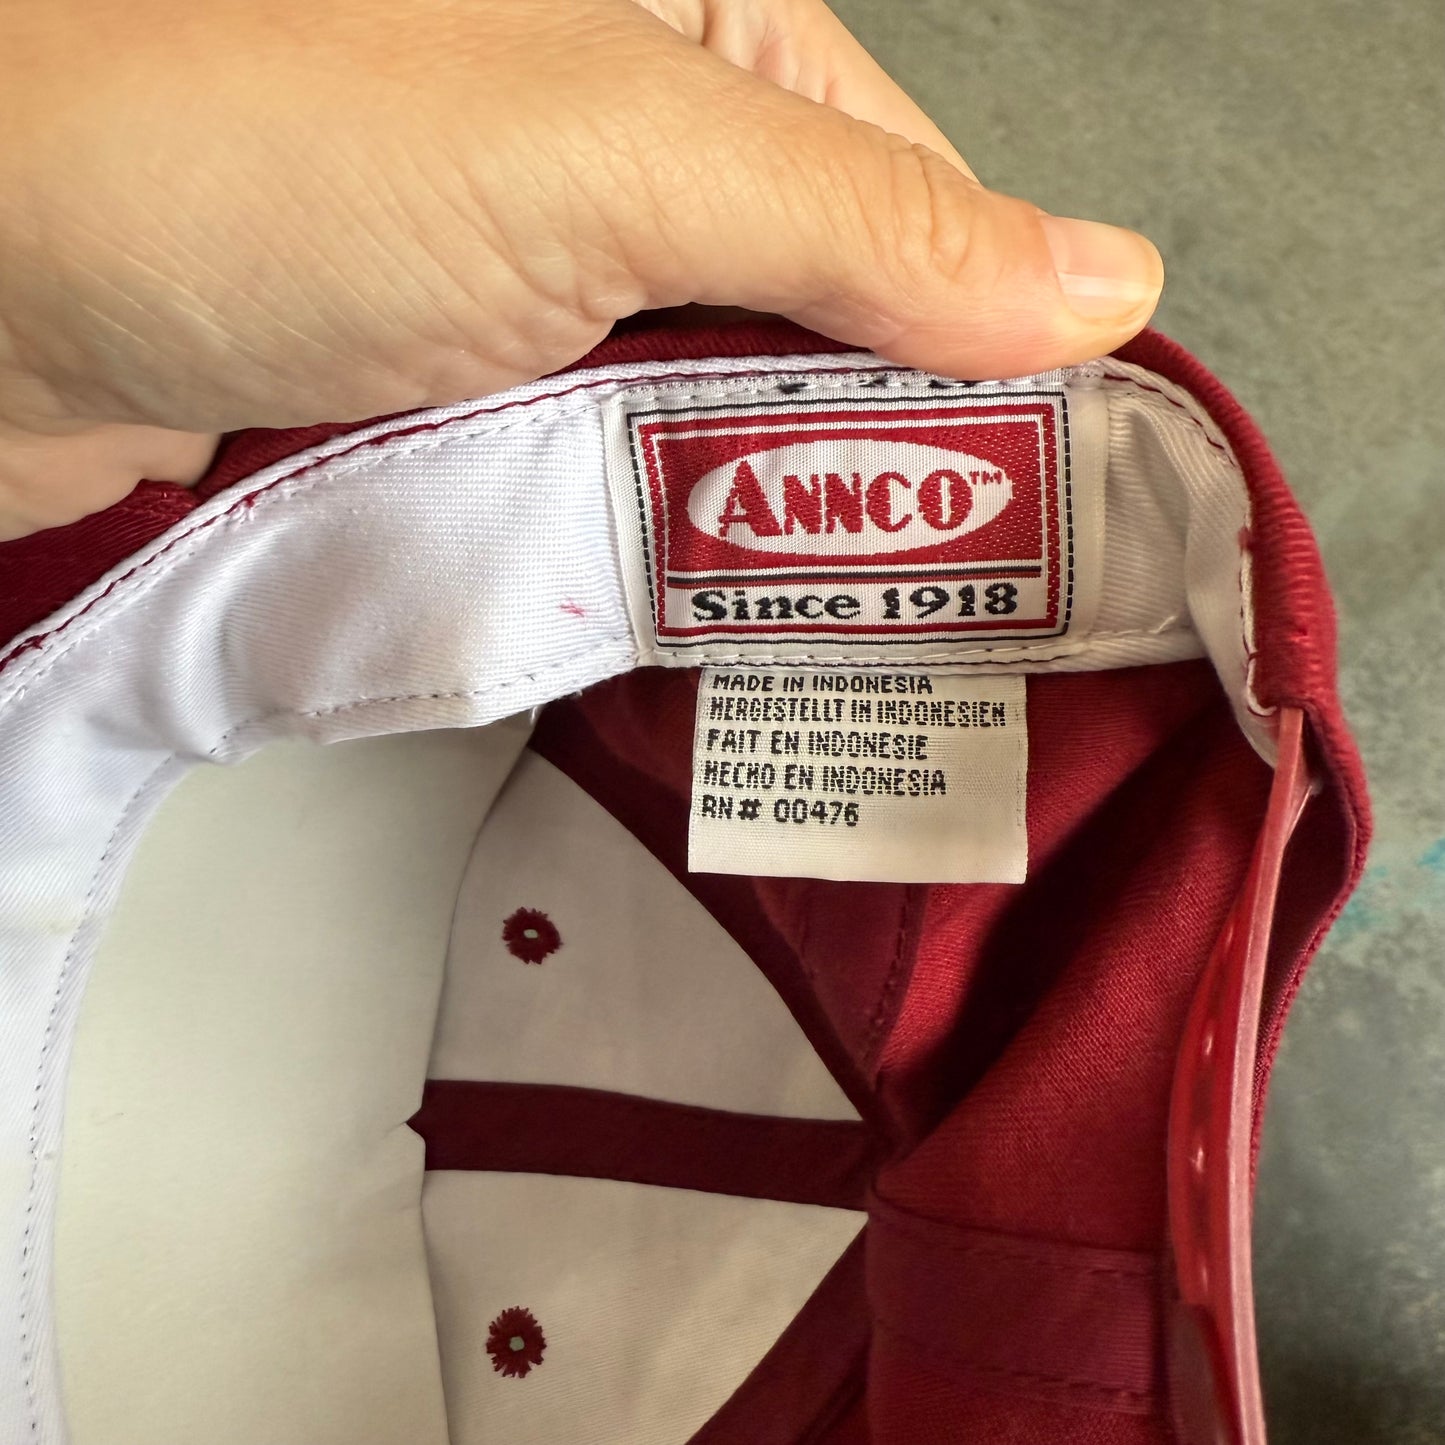 ANNCO™
Since 1918
MADE IN INDONESIA
HERGESTELLT IN INDONESIEN
FAIT EN INDONESIE
HECHO EN INDONESIA
RN# 00476